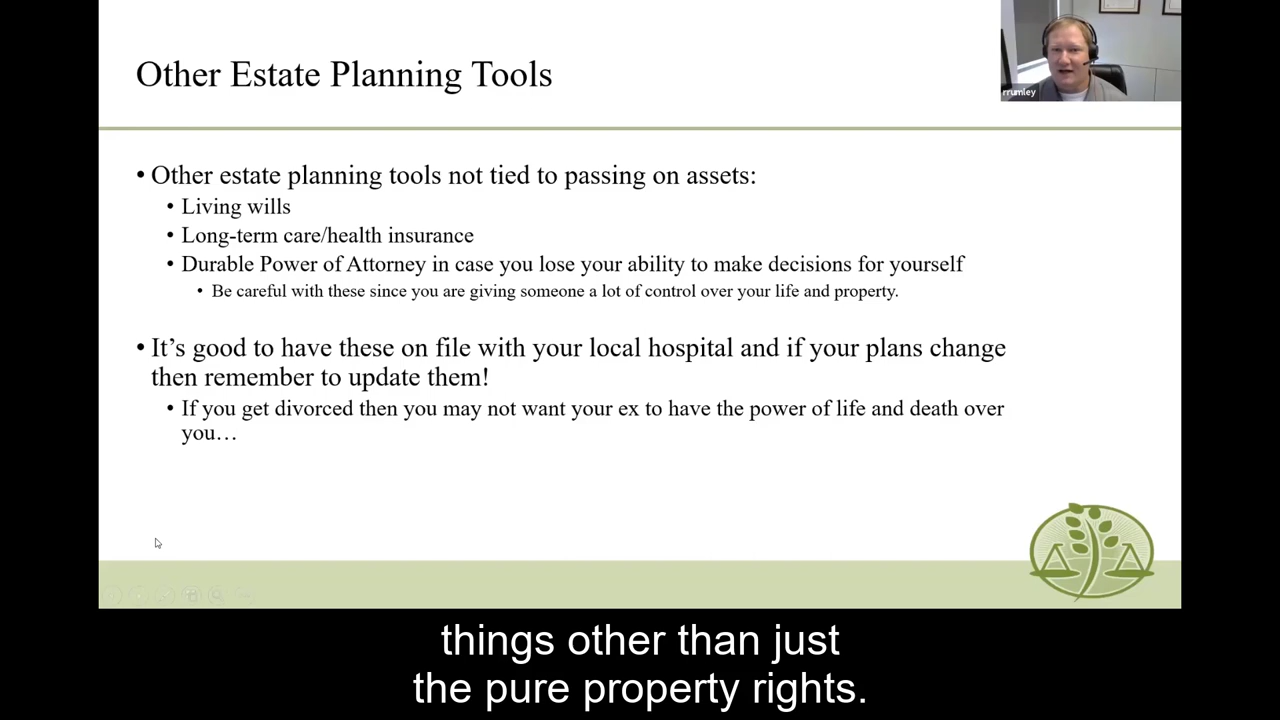 Other Estate Planning Tools
rrumley
• Other estate planning tools not tied to passing on assets:
• Living wills
• Long-term care/health insurance
• Durable Power of Attorney in case you lose your ability to make decisions for yourself
• Be careful with these since you are giving someone a lot of control over your life and property.
• It’s good to have these on file with your local hospital and if your plans change
then remember to update them!
• If you get divorced then you may not want your ex to have the power of life and death over
you…
things other than just
the pure property rights.